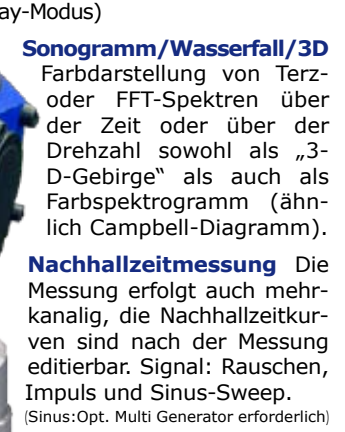 ay-Modus)
Sonogramm/Wasserfall/3D
Farbdarstellung von Terz-
oder FFT-Spektren über
der Zeit oder über der
Drehzahl sowohl als „3-
D-Gebirge“ als auch als
Farbspektrogramm (ähn-
lich Campbell-Diagramm).
Nachhallzeitmessung Die
Messung erfolgt auch mehr-
kanalig, die Nachhallzeitkur-
ven sind nach der Messung
editierbar. Signal: Rauschen,
Impuls und Sinus-Sweep.
(Sinus:Opt. Multi Generator erforderlich)